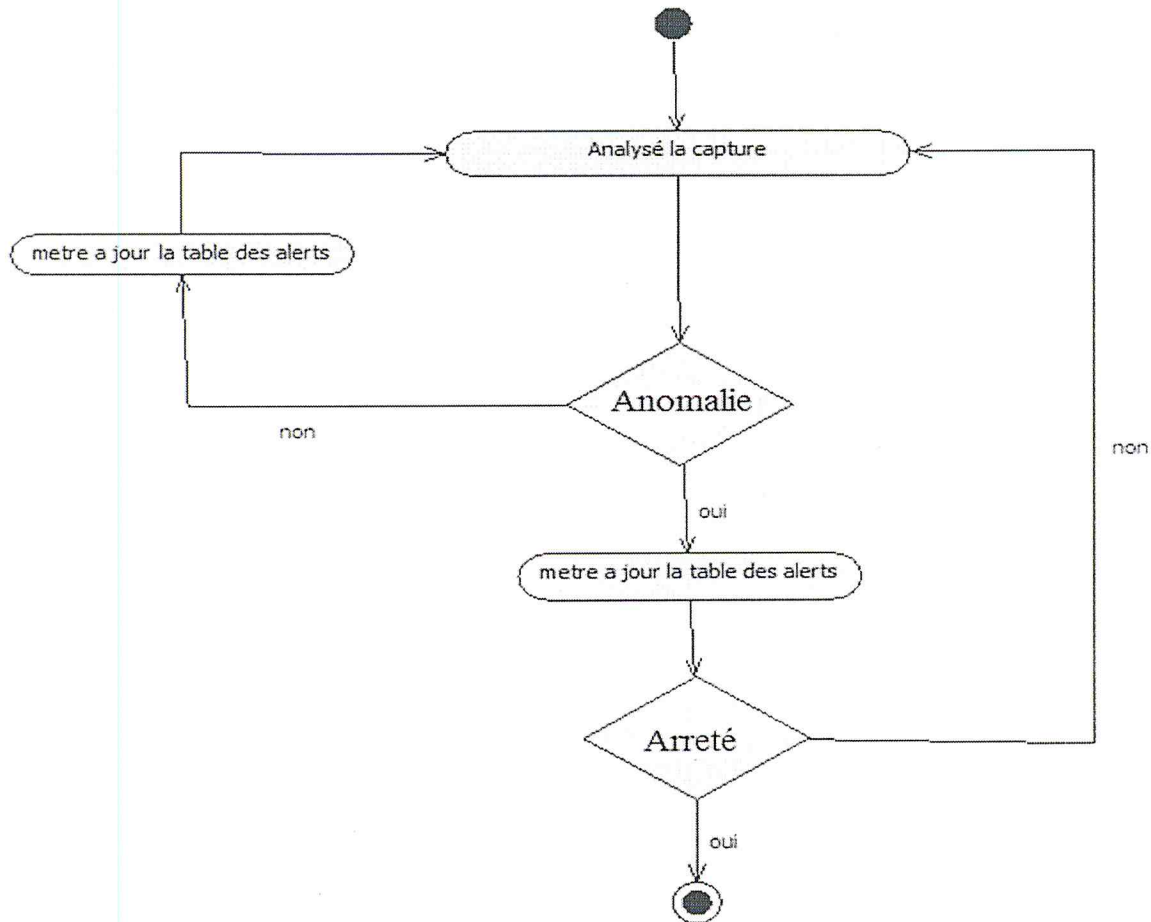 Analysé la capture
metre a jour la table des alerts
Anomalie
non
non
oui
metre a jour la table des alerts
Arreté
oui